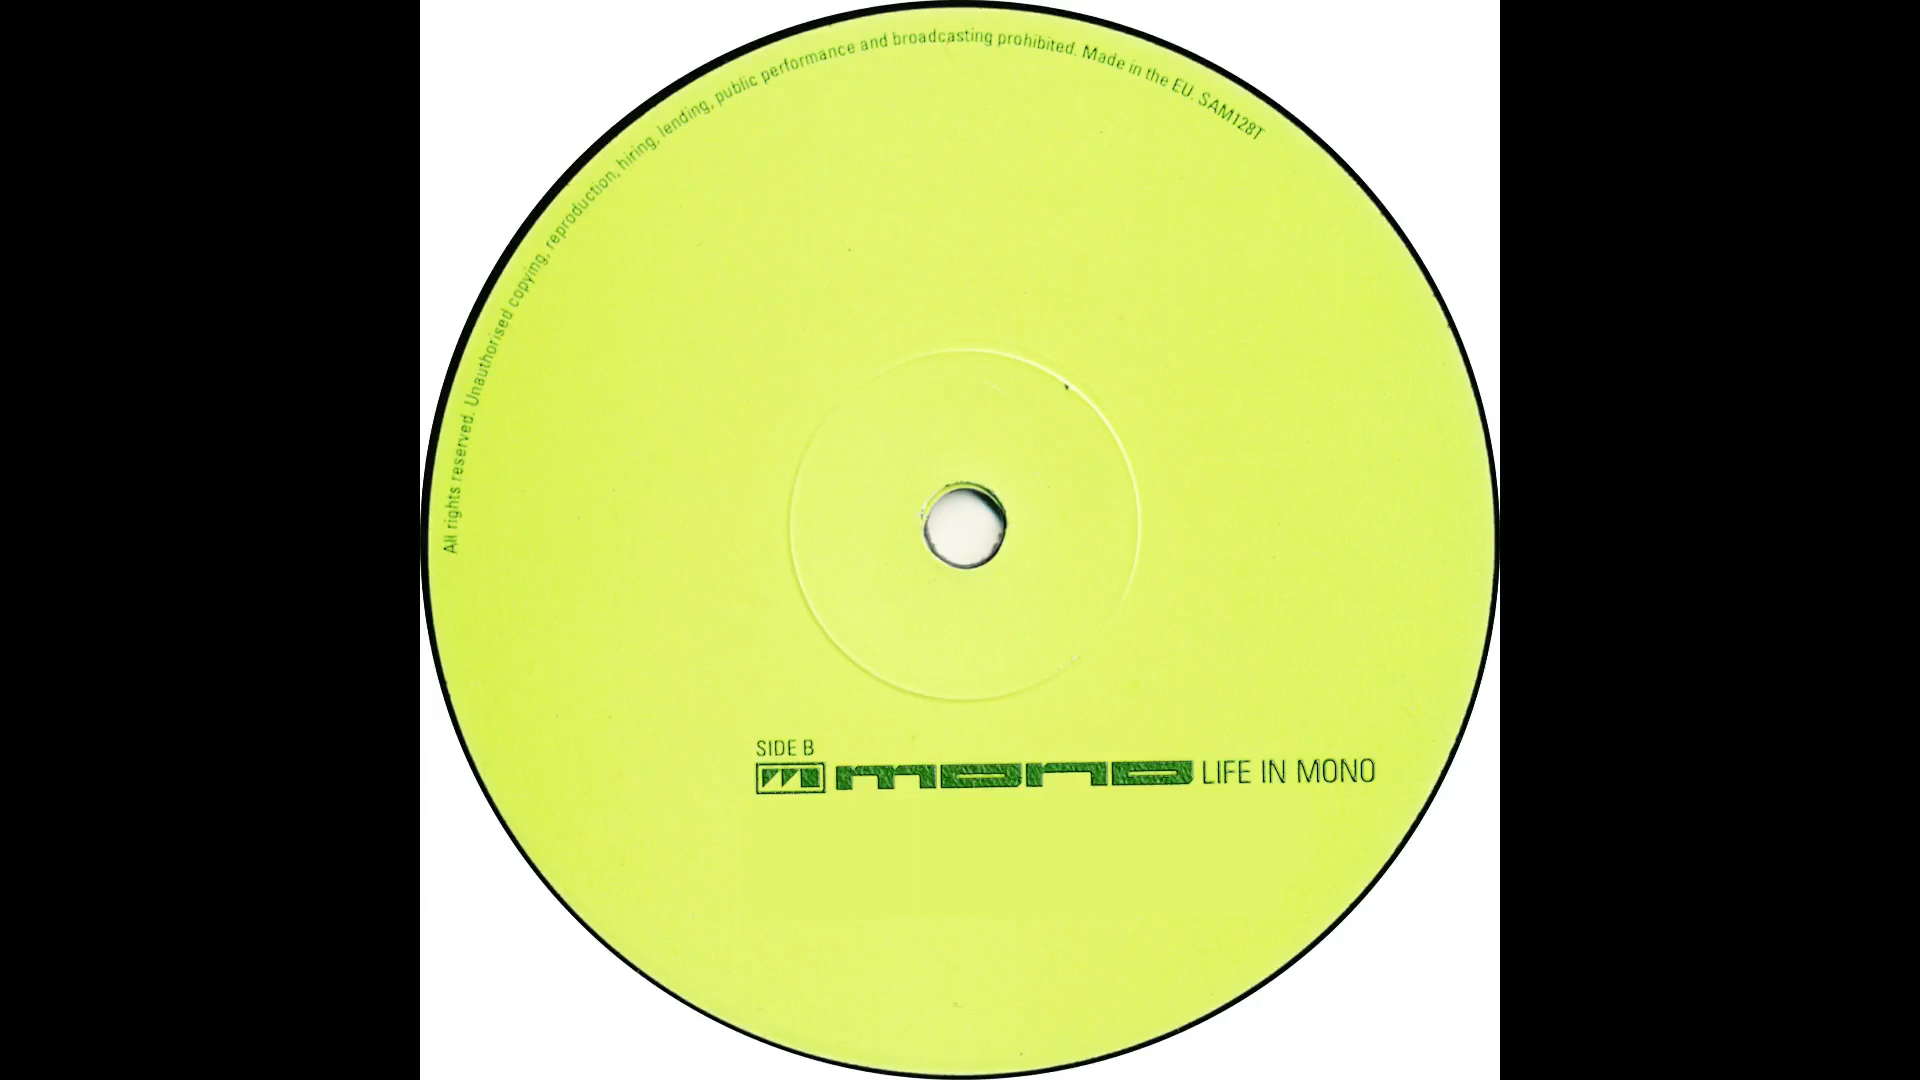 All rights reserved. Unauthorised copying, reproduction, hiring, lending, public performance and broadcasting prohibited. Made in the EU. SAM128T
SIDE B
mono LIFE IN MONO